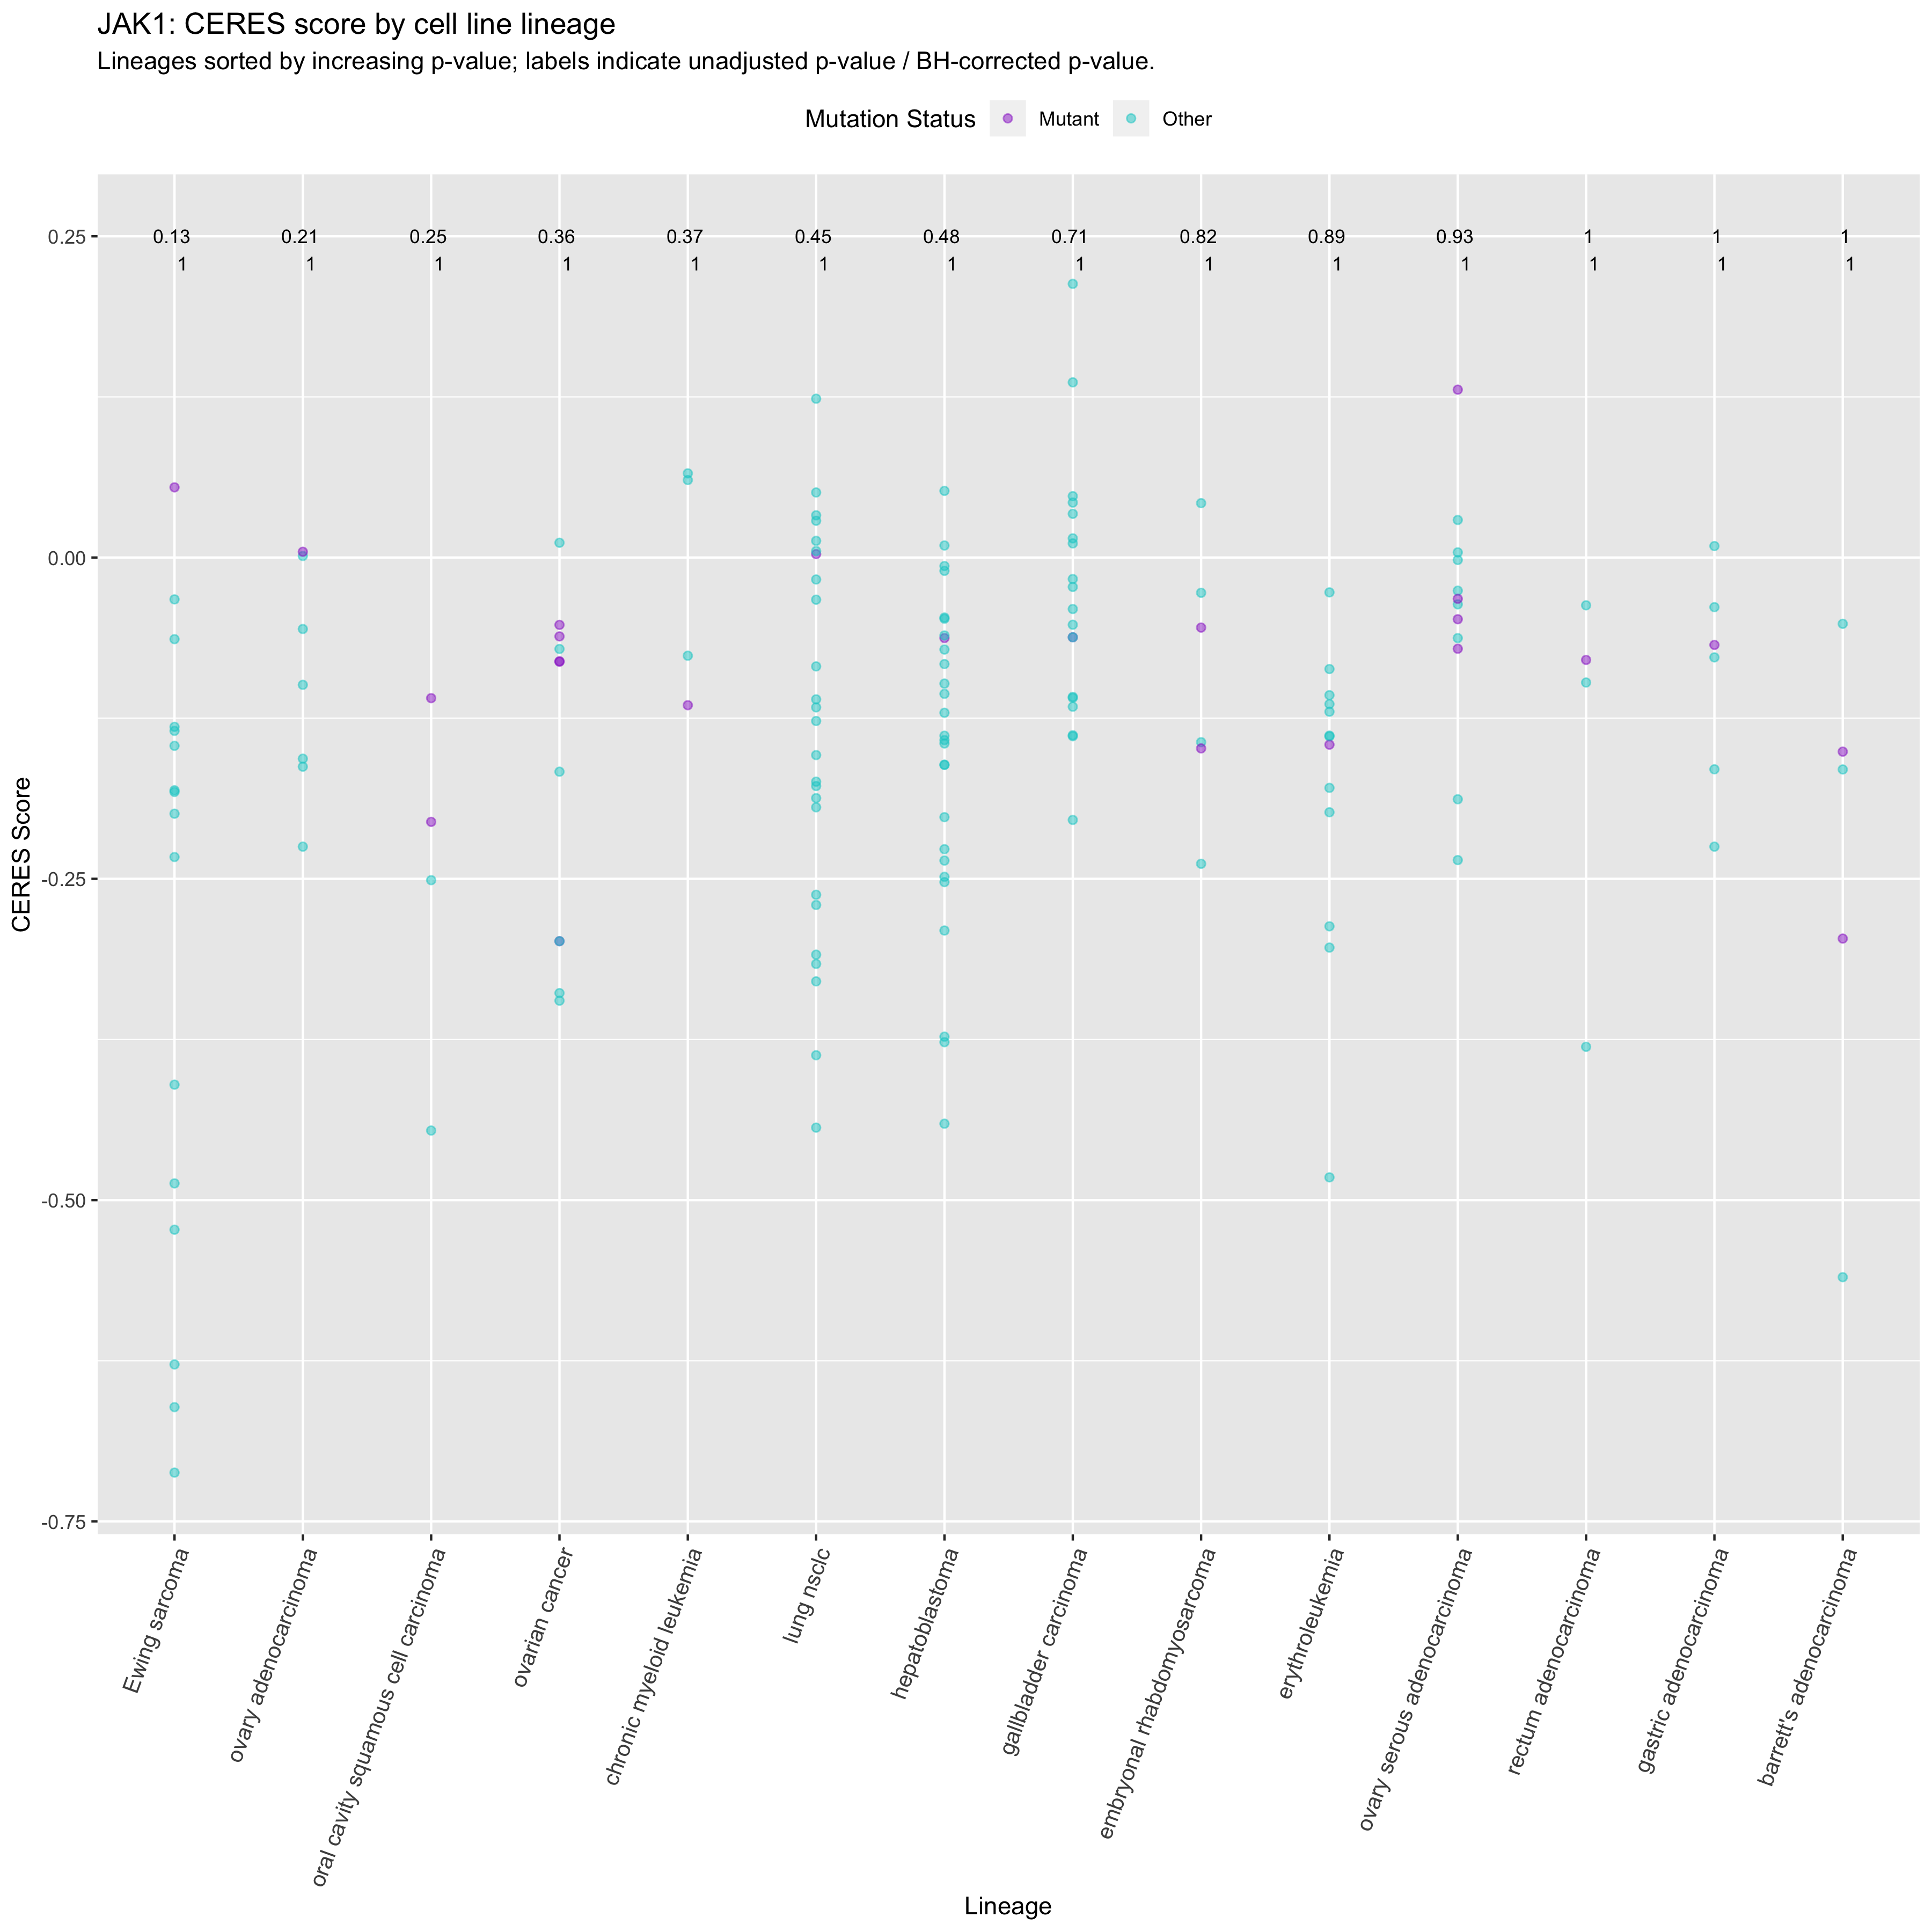 JAK1: CERES score by cell line lineage
Lineages sorted by increasing p-value; labels indicate unadjusted p-value / BH-corrected p-value.
Mutation Status Mutant Other
0.25
0.13 0.21 0.25 0.36 0.37 0.45 0.48 0.71 0.82 0.89 0.93 1 1 1
1 1 1 1 1 1 1 1 1 1 1 1 1 1
0.00
-0.25
-0.50
-0.75
CERES Score
Ewing sarcoma
ovary adenocarcinoma
oral cavity squamous cell carcinoma
ovarian cancer
chronic myeloid leukemia
lung nsclc
hepatoblastoma
gallbladder carcinoma
embryonal rhabdomyosarcoma
erythroleukemia
ovary serous adenocarcinoma
rectum adenocarcinoma
gastric adenocarcinoma
barrett's adenocarcinoma
Lineage